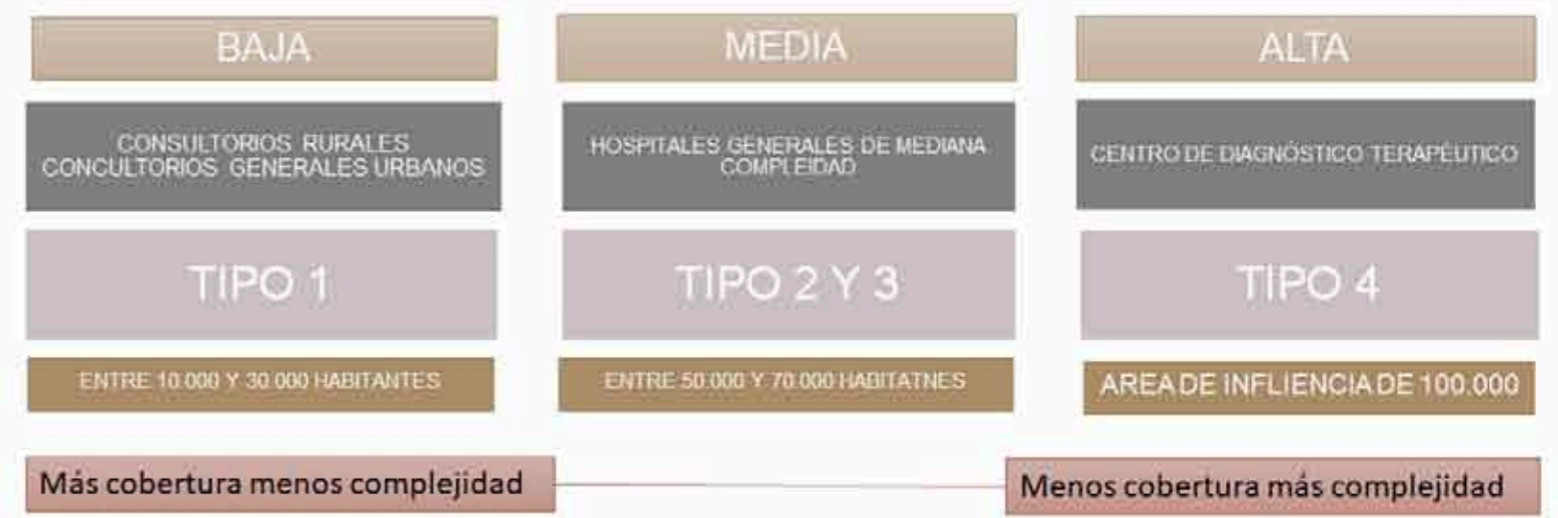 BAJA
MEDIA
ALTA
CONSULTORIOS RURALES
CONCULTORIOS GENERALES URBANOS
HOSPITALES GENERALES DE MEDIANA
COMPLEIDAD
CENTRO DE DIAGNÓSTICO TERAPÉUTICO
TIPO 1
TIPO 2 Y 3
TIPO 4
ENTRE 10.000 Y 30.000 HABITANTES
ENTRE 50.000 Y 70.000 HABITATNES
AREA DE INFLIENCIA DE 100.000
Más cobertura menos complejidad
Menos cobertura más complejidad